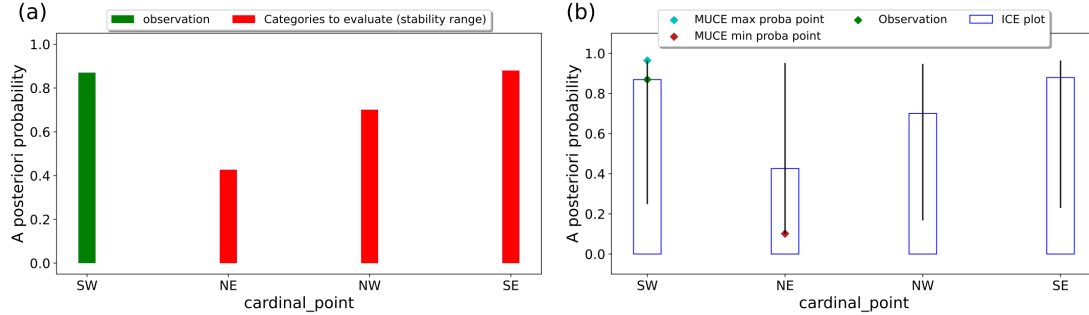 (a)
observation
Categories to evaluate (stability range)
A posteriori probability
1.0
0.8
0.6
0.4
0.2
0.0
SW NE NW SE
cardinal_point
(b)
MUCE max proba point
MUCE min proba point
Observation
ICE plot
A posteriori probability
1.0
0.8
0.6
0.4
0.2
0.0
SW NE NW SE
cardinal_point